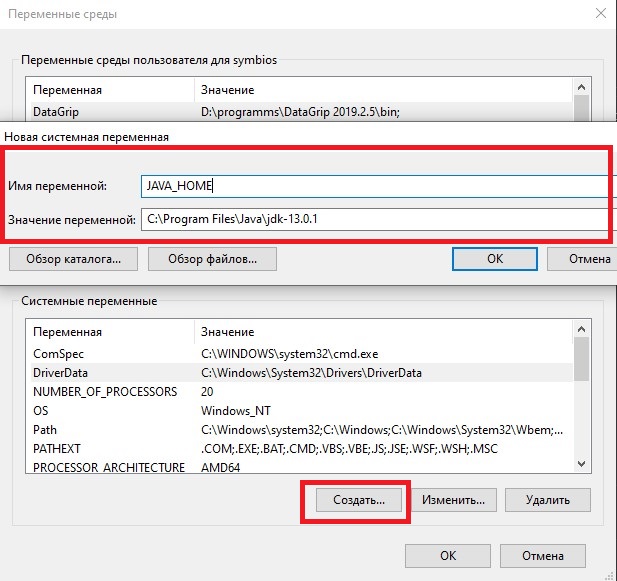 Переменные среды
Переменные среды пользователя для symbios
Переменная Значение
DataGrip D:\programms\DataGrip 2019.2.5\bin;
Новая системная переменная
Имя переменной: JAVA_HOME
Значение переменной: C:\Program Files\Java\jdk-13.0.1
Обзор каталога... Обзор файлов... OK Отмена
Системные переменные
Переменная Значение
ComSpec C:\WINDOWS\system32\cmd.exe
DriverData C:\Windows\System32\Drivers\DriverData
NUMBER_OF_PROCESSORS 20
OS Windows_NT
Path C:\Windows\system32;C:\Windows;C:\Windows\System32\Wbem;...
PATHEXT .COM;.EXE;.BAT;.CMD;.VBS;.VBE;.JS;.JSE;.WSF;.WSH;.MSC
PROCESSOR_ARCHITECTURE AMD64
Создать... Изменить... Удалить
OK Отмена